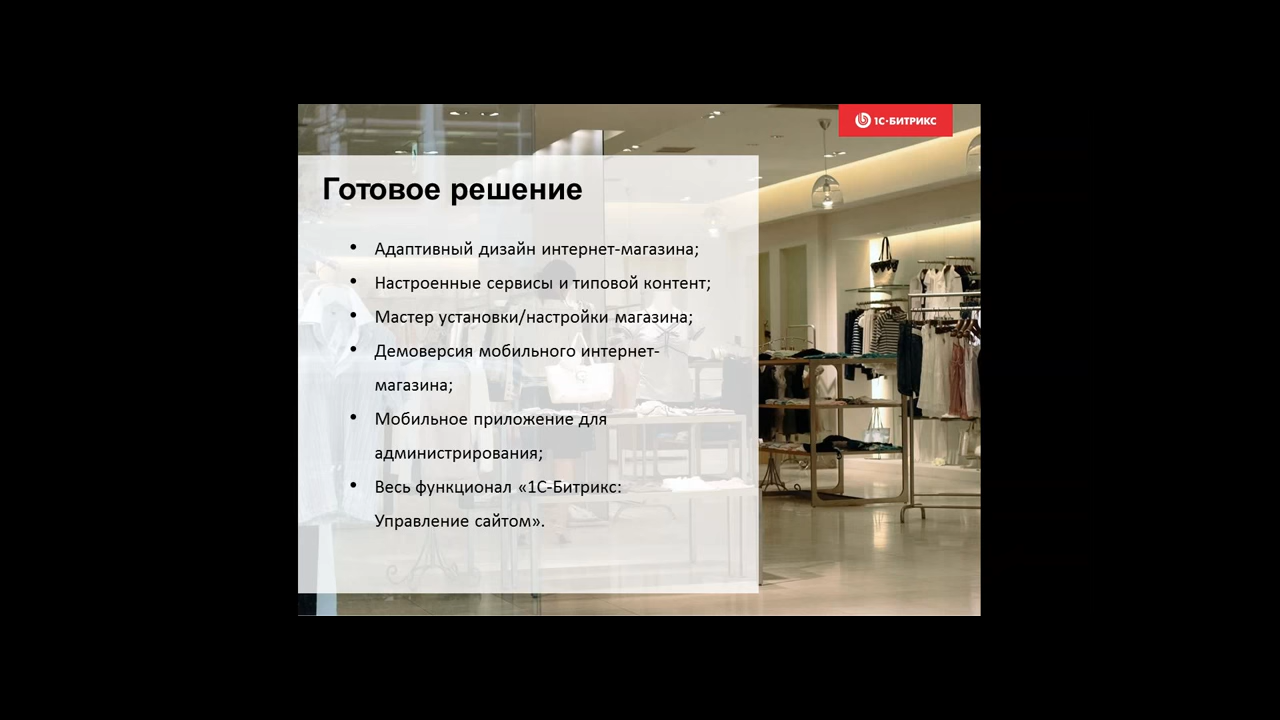 1С·БИТРИКС
Готовое решение
• Адаптивный дизайн интернет-магазина;
• Настроенные сервисы и типовой контент;
• Мастер установки/настройки магазина;
• Демоверсия мобильного интернет-
магазина;
• Мобильное приложение для
администрирования;
• Весь функционал «1С-Битрикс:
Управление сайтом».